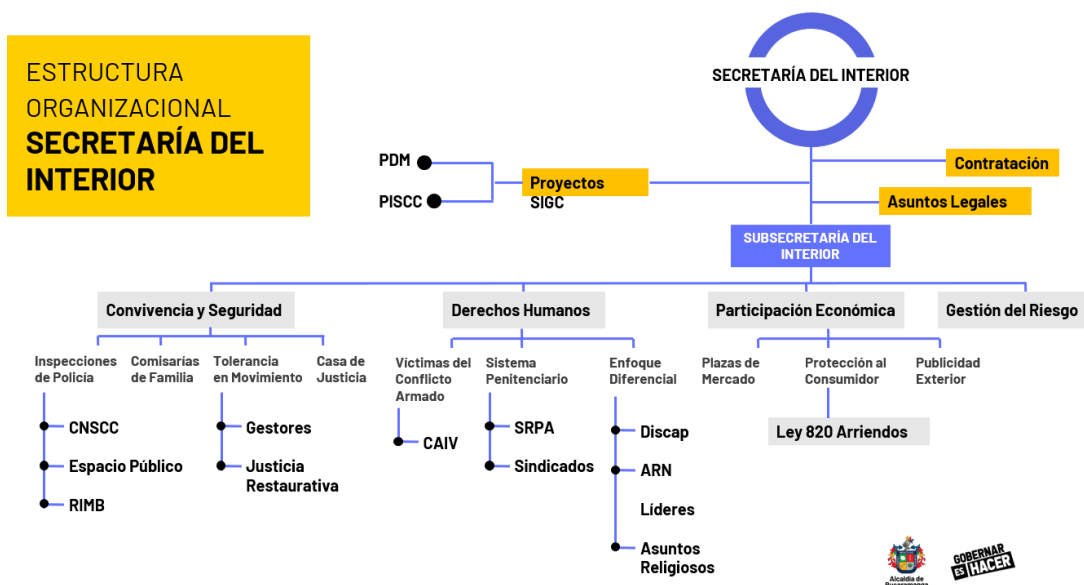 ESTRUCTURA
ORGANIZACIONAL
SECRETARÍA DEL
INTERIOR
SECRETARÍA DEL INTERIOR
PDM
PISCC
Proyectos
SIGC
Contratación
Asuntos Legales
SUBSECRETARÍA DEL
INTERIOR
Convivencia y Seguridad
Derechos Humanos
Participación Económica
Gestión del Riesgo
Inspecciones
de Policía
Comisarías
de Familia
Tolerancia
en Movimiento
Casa de
Justicia
Víctimas del
Conflicto
Armado
Sistema
Penitenciario
Enfoque
Diferencial
Plazas de
Mercado
Protección al
Consumidor
Publicidad
Exterior
CNSCC
Espacio Público
RIMB
Gestores
Justicia
Restaurativa
CAIV
SRPA
Sindicados
Discap
ARN
Líderes
Asuntos
Religiosos
Ley 820 Arriendos
Alcaldía de
Bucaramanga
GOBERNAR
ES HACER